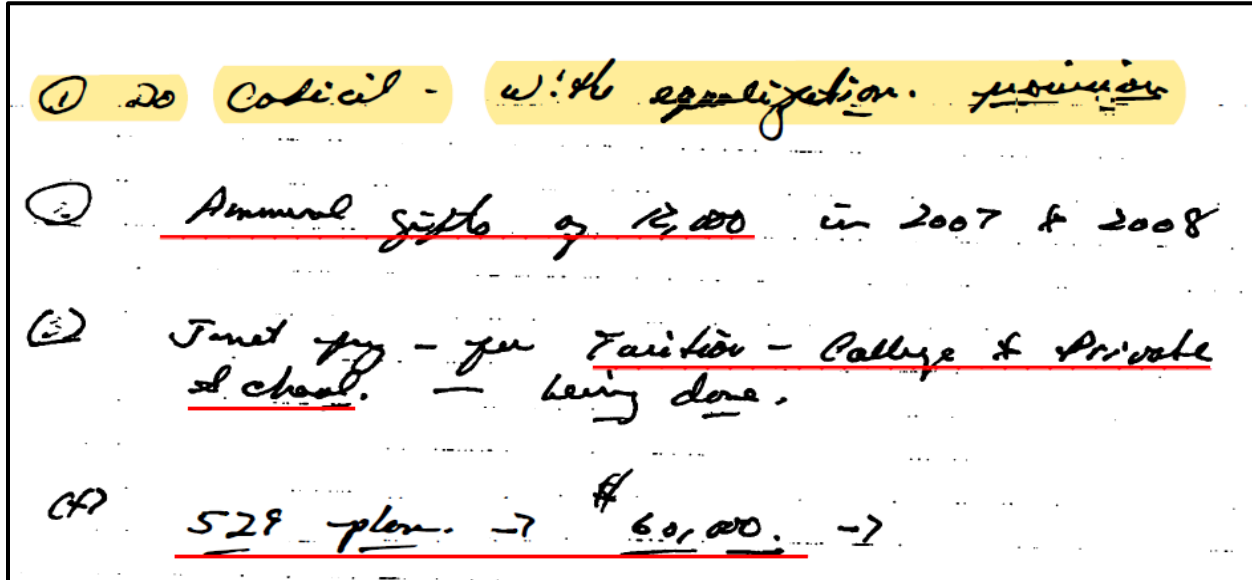 ① Do Codicil - with equalization. provision
② Annual gifts of 12,000 in 2007 & 2008
③ Janet pay - for Tuition - College & Private
School. — being done.
(4) 529 plan. → $60,000. →